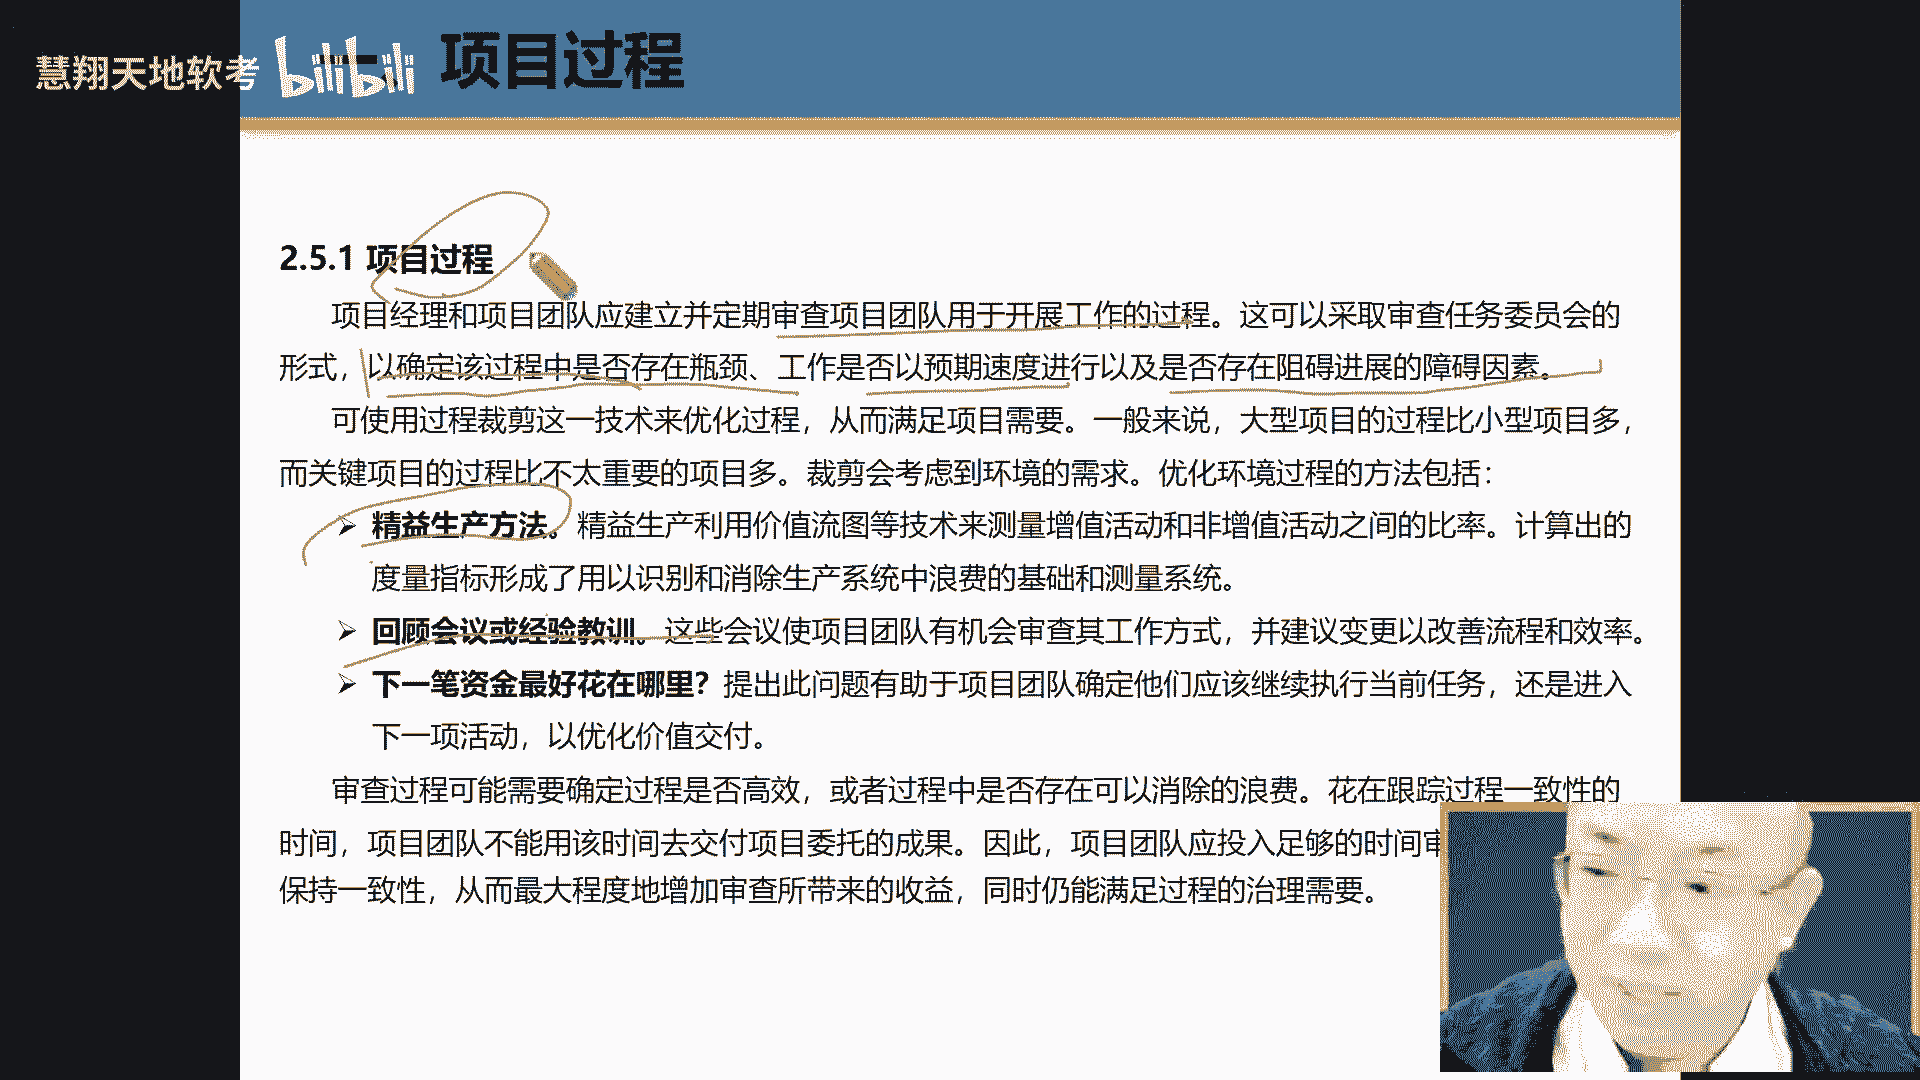 慧翔天地软考 bilibili 一、项目过程
2.5.1 项目过程
项目经理和项目团队应建立并定期审查项目团队用于开展工作的过程。这可以采取审查任务委员会的
形式，以确定该过程中是否存在瓶颈、工作是否以预期速度进行以及是否存在阻碍进展的障碍因素。
可使用过程裁剪这一技术来优化过程，从而满足项目需要。一般来说，大型项目的过程比小型项目多，
而关键项目的过程比不太重要的项目多。裁剪会考虑到环境的需求。优化环境过程的方法包括：
➢ 精益生产方法。精益生产利用价值流图等技术来测量增值活动和非增值活动之间的比率。计算出的
度量指标形成了用以识别和消除生产系统中浪费的基础和测量系统。
➢ 回顾会议或经验教训。这些会议使项目团队有机会审查其工作方式，并建议变更以改善流程和效率。
➢ 下一笔资金最好花在哪里？提出此问题有助于项目团队确定他们应该继续执行当前任务，还是进入
下一项活动，以优化价值交付。
审查过程可能需要确定过程是否高效，或者过程中是否存在可以消除的浪费。花在跟踪过程一致性的
时间，项目团队不能用该时间去交付项目委托的成果。因此，项目团队应投入足够的时间
保持一致性，从而最大程度地增加审查所带来的收益，同时仍能满足过程的治理需要。